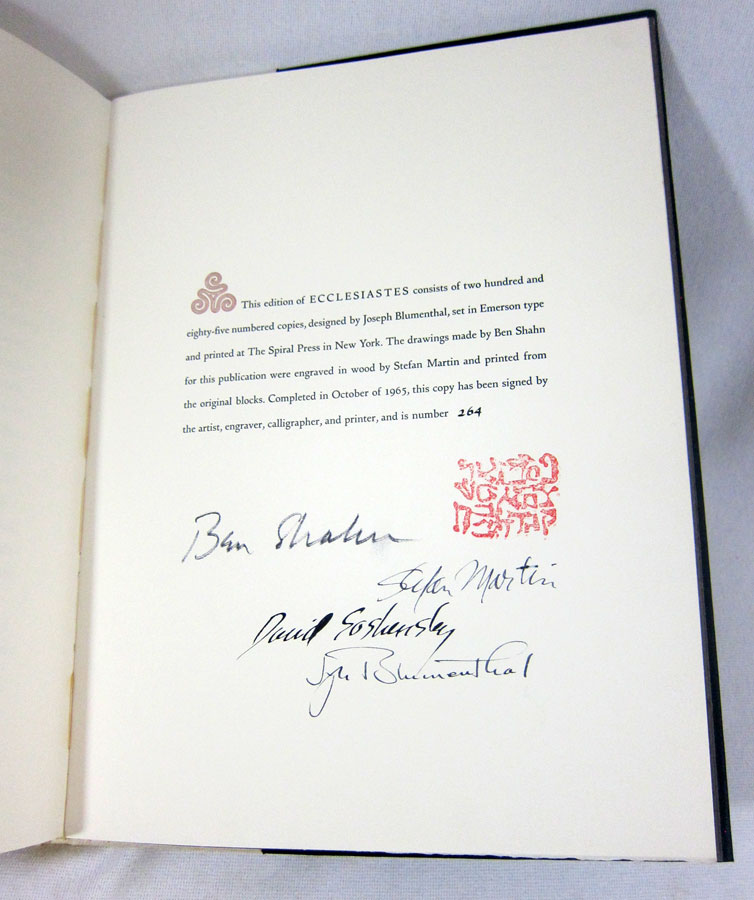 This edition of ECCLESIASTES consists of two hundred and
eighty-five numbered copies, designed by Joseph Blumenthal, set in Emerson type
and printed at The Spiral Press in New York. The drawings made by Ben Shahn
for this publication were engraved in wood by Stefan Martin and printed from
the original blocks. Completed in October of 1965, this copy has been signed by
the artist, engraver, calligrapher, and printer, and is number 264
Ben Shahn
Stefan Martin
David Soshensky
Blumenthal